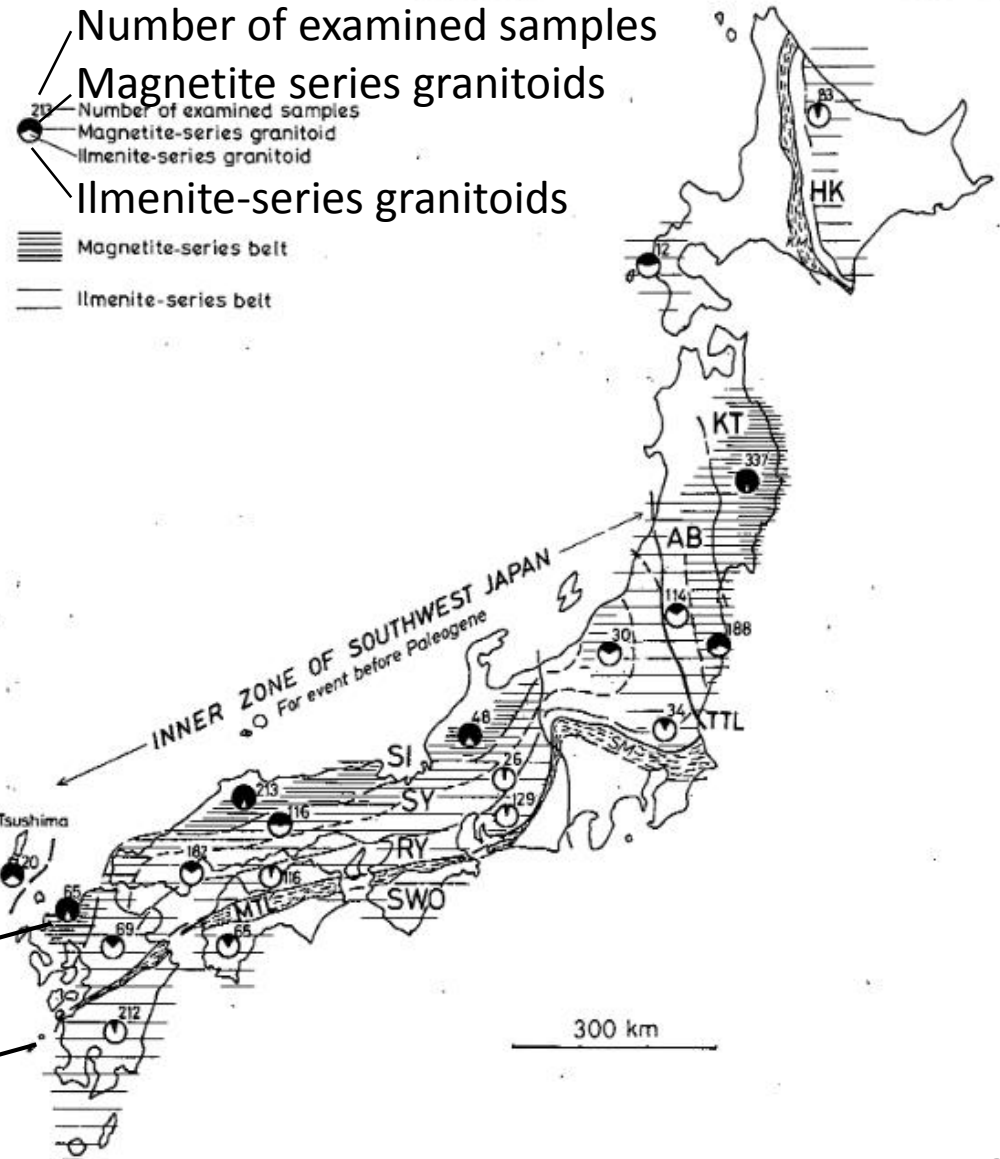 Number of examined samples
Magnetite series granitoids
213 Number of examined samples
Magnetite-series granitoid
Ilmenite-series granitoid
Ilmenite-series granitoids
Magnetite-series belt
Ilmenite-series belt
83
HK
KM
12
KT
337
AB
INNER ZONE OF SOUTHWEST JAPAN
For event before Paleogene
114
30
188
34
TTL
SM
48
SI
26
213
SY
129
116
Tsushima
RY
182
116
20
SWO
MTL
65
69
65
212
300 km